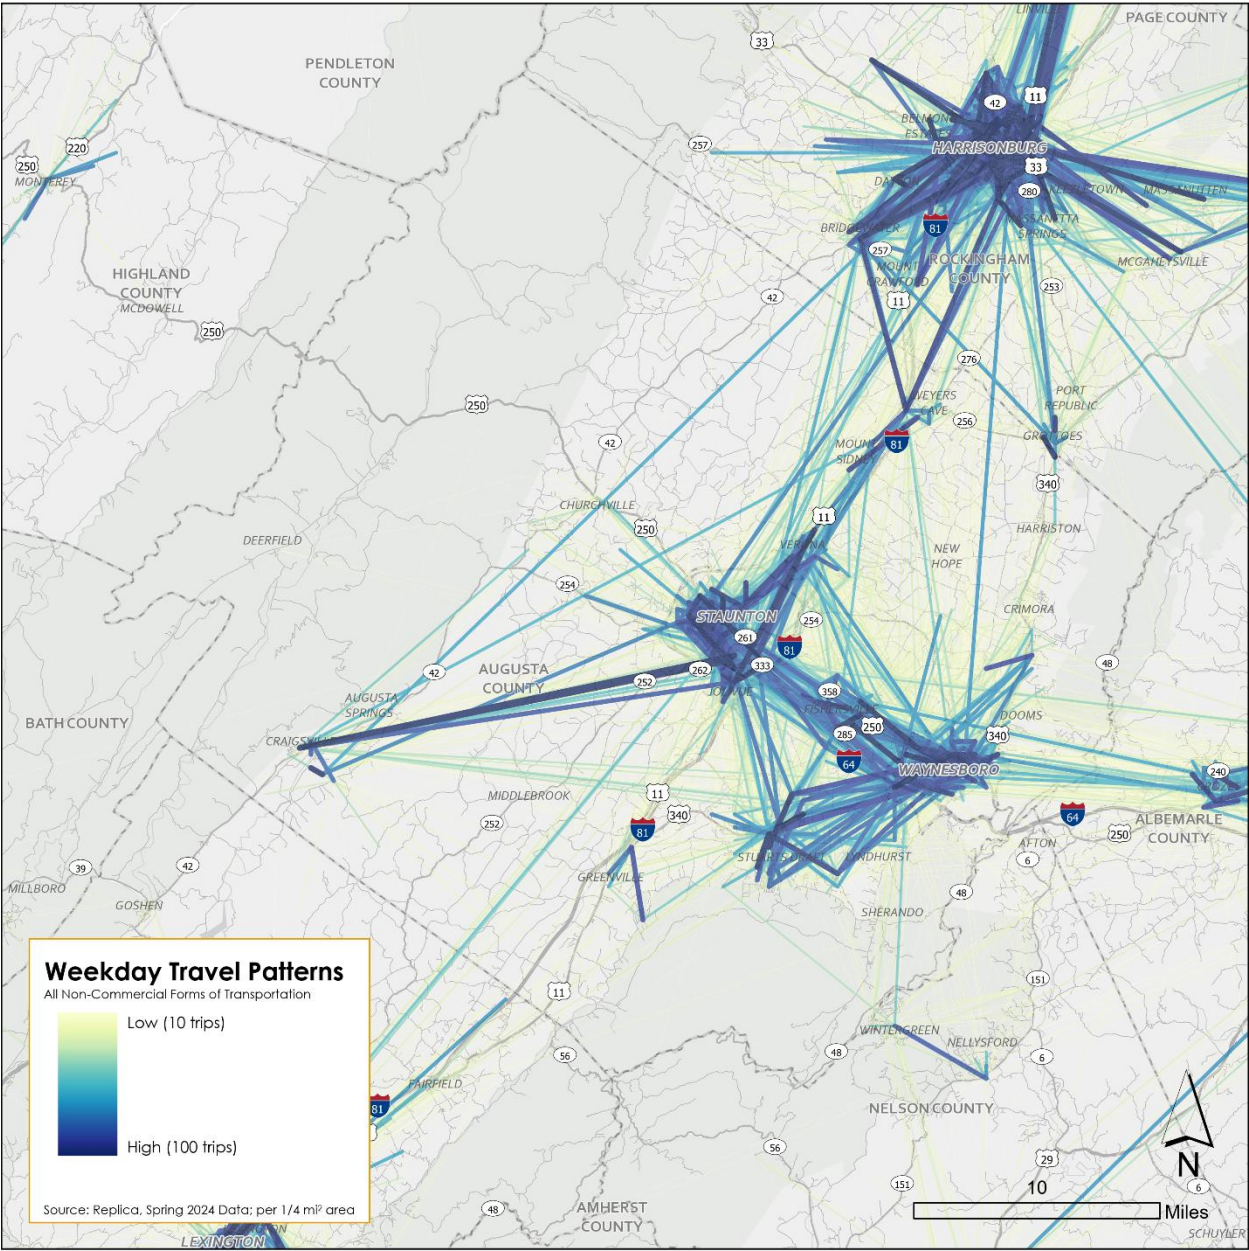 PAGE COUNTY
LINVILLE
33
PENDLETON
COUNTY
11
42
BELMONT
ESTATES
220
257
HARRISONBURG
250
33
MONTEREY
DAYTON
280
KEEZLETOWN
MASSANUTTEN
MASSANETTA
SPRINGS
BRIDGEWATER
81
257
ROCKINGHAM
COUNTY
MCGAHEYSVILLE
MOUNT
CRAWFORD
HIGHLAND
COUNTY
MCDOWELL
253
42
11
250
276
WEYERS
CAVE
PORT
REPUBLIC
250
256
GROTTOES
42
MOUNT
SIDNEY
81
340
CHURCHVILLE
11
250
HARRISTON
DEERFIELD
VERONA
NEW
HOPE
254
CRIMORA
STAUNTON
254
261
81
48
AUGUSTA
COUNTY
42
262
333
252
JOLIVUE
358
AUGUSTA
SPRINGS
FISHERSVILLE
DOOMS
BATH COUNTY
250
285
340
CRAIGSVILLE
64
WAYNESBORO
240
CROZET
MIDDLEBROOK
11
340
252
81
64
ALBEMARLE
COUNTY
250
AFTON
STUARTS DRAFT
LYNDHURST
6
39
42
GREENVILLE
MILLBORO
48
GOSHEN
SHERANDO
Weekday Travel Patterns
All Non-Commercial Forms of Transportation
Low (10 trips)
High (100 trips)
Source: Replica, Spring 2024 Data; per 1/4 mi² area
151
11
WINTERGREEN
NELLYSFORD
56
48
6
FAIRFIELD
81
NELSON COUNTY
56
29
N
151
10
6
Miles
48
AMHERST
COUNTY
SCHUYLER
LEXINGTON